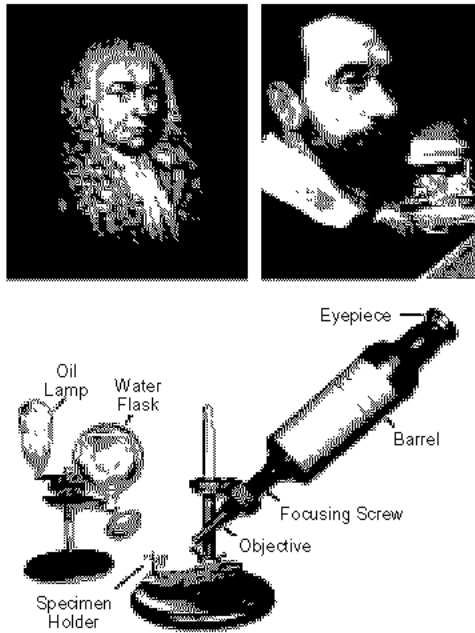 Eyepiece
Oil
Lamp
Water
Flask
Barrel
Focusing Screw
Objective
Specimen
Holder